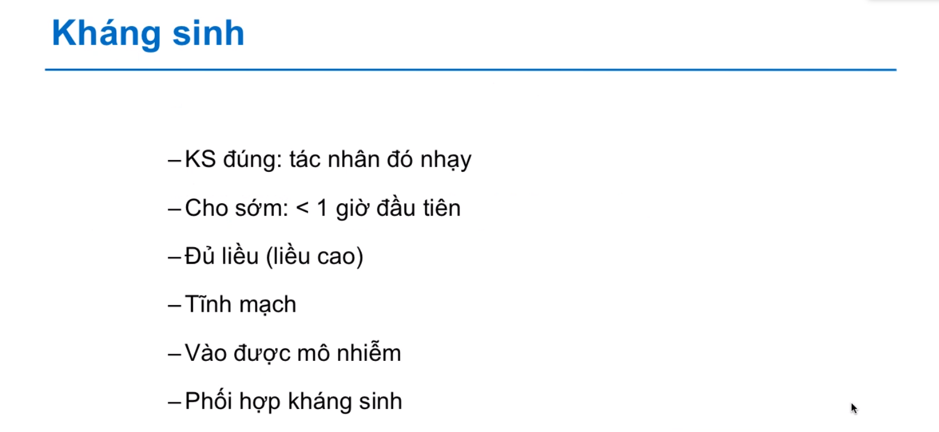 Kháng sinh
–KS đúng: tác nhân đó nhạy
–Cho sớm: < 1 giờ đầu tiên
–Đủ liều (liều cao)
–Tĩnh mạch
–Vào được mô nhiễm
–Phối hợp kháng sinh